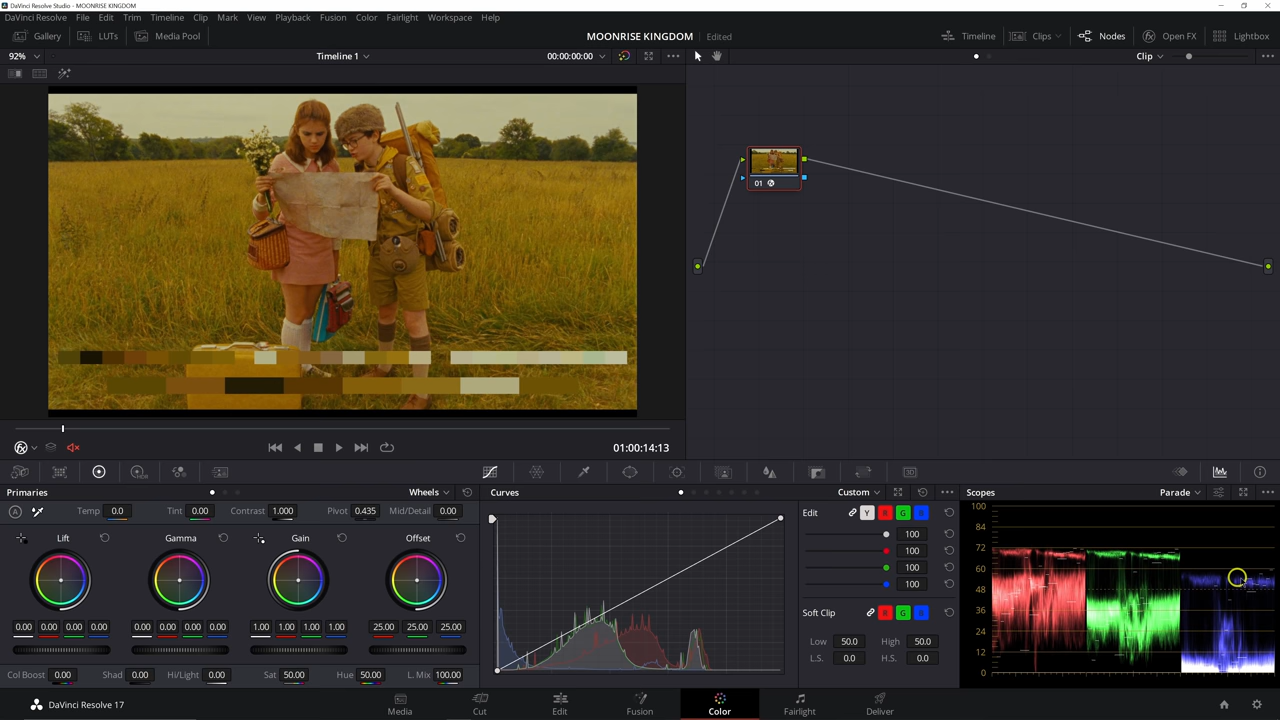 DaVinci Resolve Studio - MOONRISE KINGDOM
DaVinci Resolve File Edit Trim Timeline Clip Mark View Playback Fusion Color Fairlight Workspace Help
Gallery LUTs Media Pool MOONRISE KINGDOM Edited Timeline Clips Nodes Open FX Lightbox
92% Timeline 1 00:00:00:00 Clip
01
01:00:14:13
Primaries Wheels Curves Custom Scopes Parade
Temp 0.0 Tint 0.00 Contrast 1.000 Pivot 0.435 Mid/Detail 0.00
Lift Gamma Gain Offset
0.00 0.00 0.00 0.00 0.00 0.00 0.00 0.00 1.00 1.00 1.00 1.00 25.00 25.00 25.00
Col Boost 0.00 Shad 0.00 Hi/Light 0.00 Sat 50.00 Hue 50.00 L. Mix 100.00
Edit Y R G B
100
100
100
100
Soft Clip R G B
Low 50.0 High 50.0
L.S. 0.0 H.S. 0.0
100
84
72
60
48
36
24
12
0
DaVinci Resolve 17 Media Cut Edit Fusion Color Fairlight Deliver